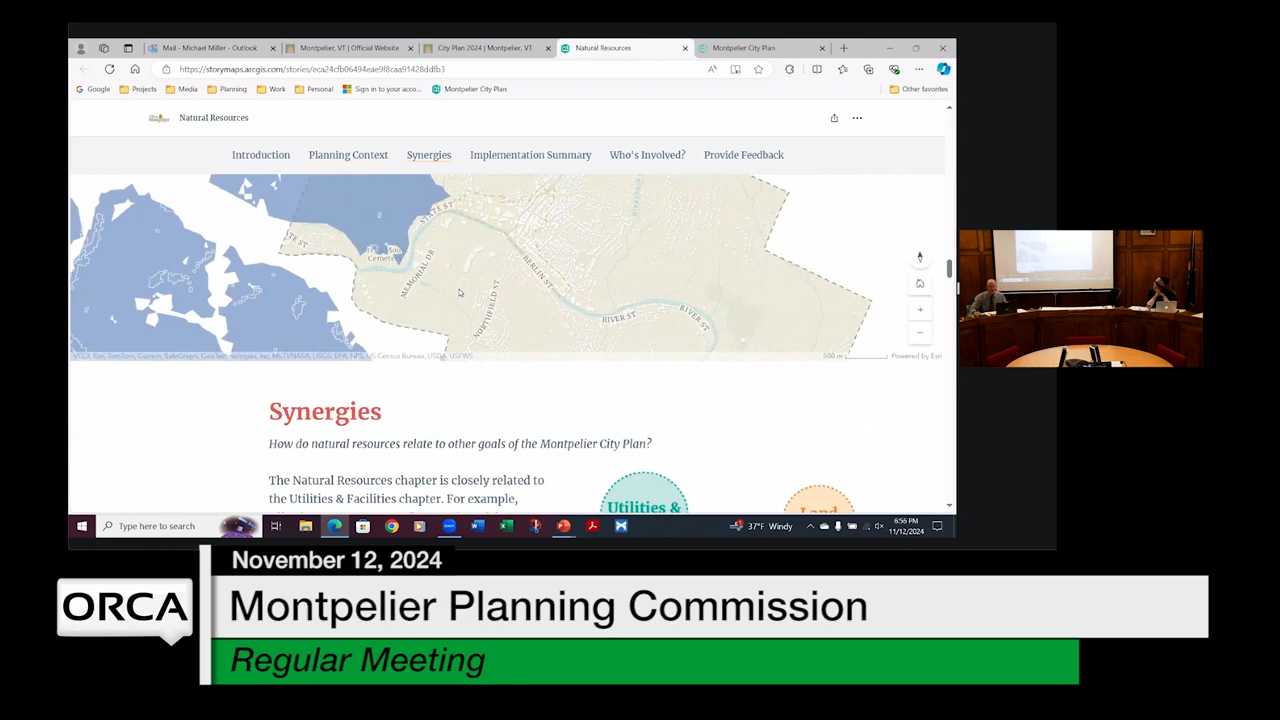 Mail - Michael Miller - Outlook
Montpelier, VT | Official Website
City Plan 2024 | Montpelier, VT
Natural Resources
Montpelier City Plan
https://storymaps.arcgis.com/stories/eca24cfb06494eae9f8caa91428ddfb3
Google
Projects
Media
Planning
Work
Personal
Sign in to your acco...
Montpelier City Plan
Other favorites
Natural Resources
Introduction
Planning Context
Synergies
Implementation Summary
Who's Involved?
Provide Feedback
STATE ST
MEMORIAL DR
BERLIN ST
NORTHFIELD ST
RIVER ST
RIVER ST
500 m
Powered by Esri
Synergies
How do natural resources relate to other goals of the Montpelier City Plan?
The Natural Resources chapter is closely related to
the Utilities & Facilities chapter. For example,
Utilities &
Land
Type here to search
37°F Windy
6:56 PM
11/12/2024
November 12, 2024
ORCA
Montpelier Planning Commission
Regular Meeting